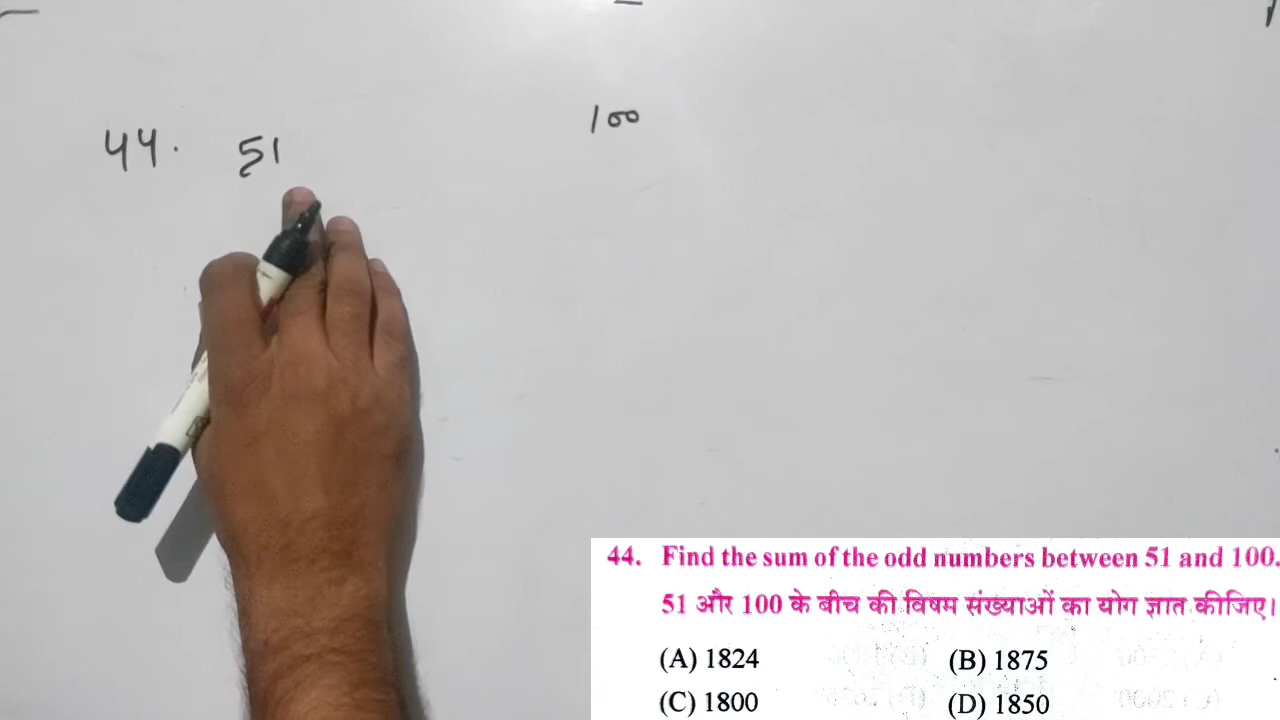 44. 51 100
44. Find the sum of the odd numbers between 51 and 100.
51 और 100 के बीच की विषम संख्याओं का योग ज्ञात कीजिए।
(A) 1824 (B) 1875
(C) 1800 (D) 1850